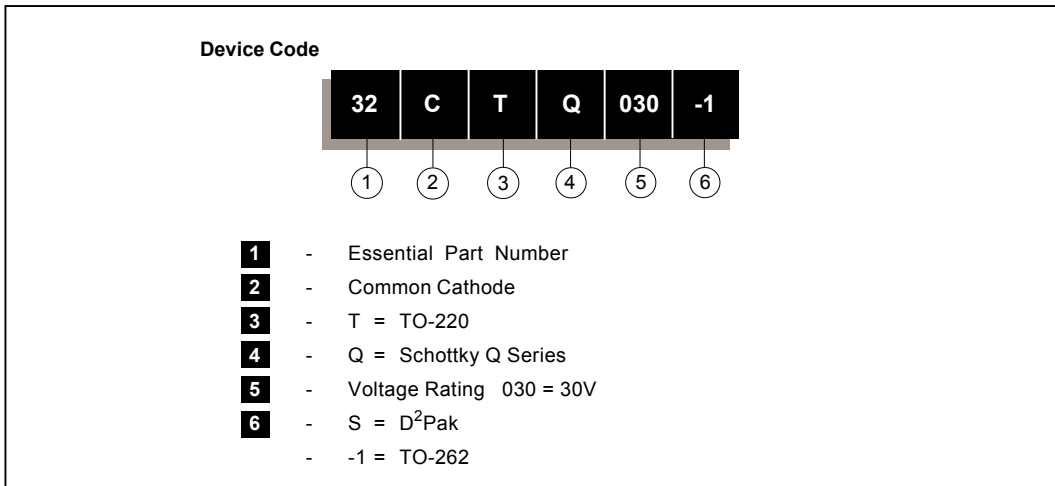 Device Code
32 C T Q 030 -1
1 2 3 4 5 6
1 - Essential Part Number
2 - Common Cathode
3 - T = TO-220
4 - Q = Schottky Q Series
5 - Voltage Rating 030 = 30V
6 - S = D²Pak
- -1 = TO-262